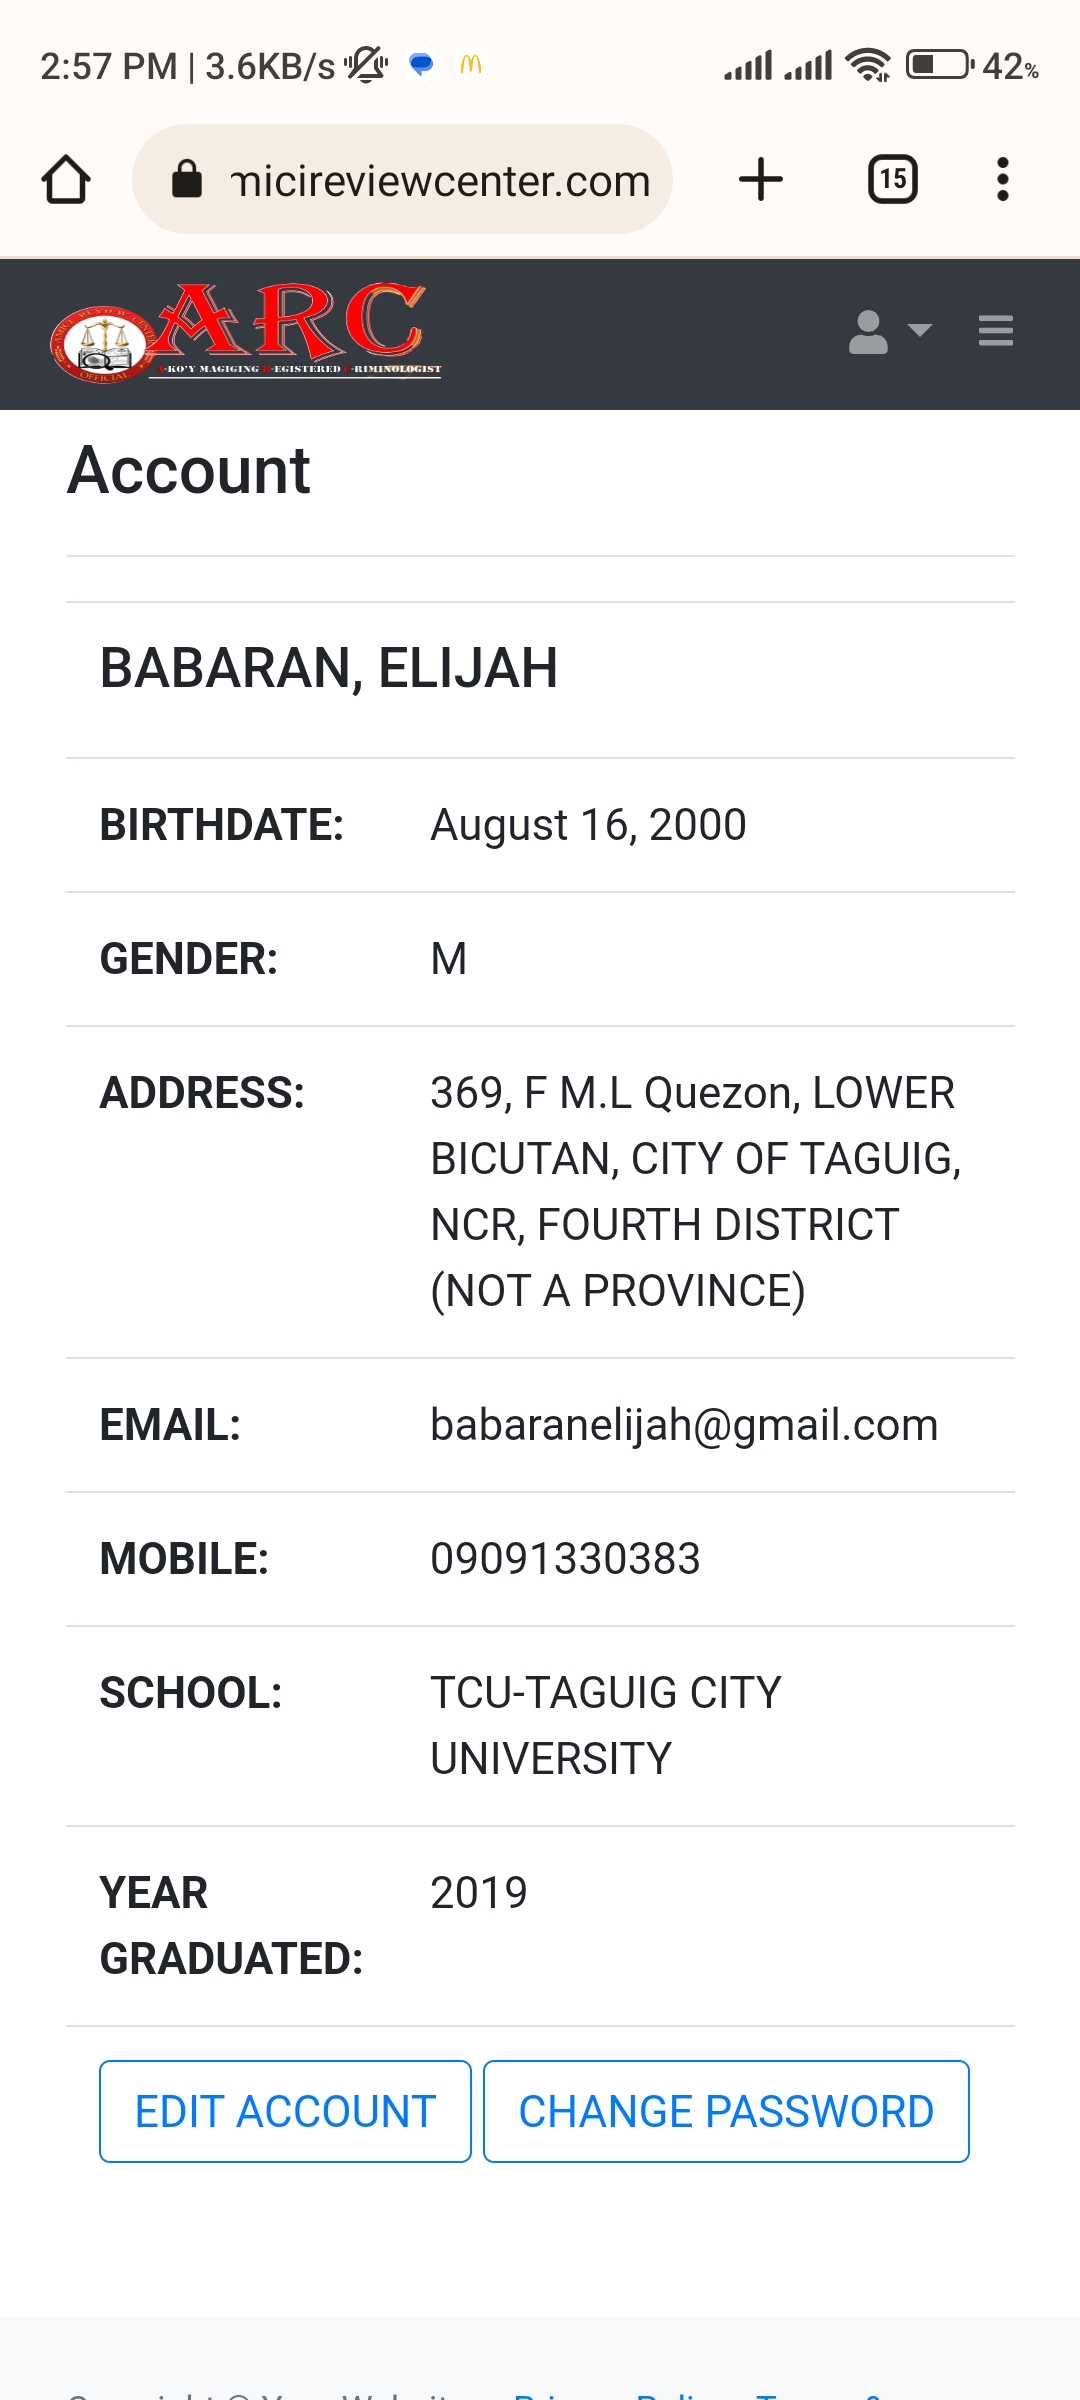 2:57 PM | 3.6KB/s 42%
micireviewcenter.com 15
ARC
-KO'Y MAGIGING -EGISTERED -RIMINOLOGIST
OFFICIAL
Account
BABARAN, ELIJAH
BIRTHDATE: August 16, 2000
GENDER: M
ADDRESS: 369, F M.L Quezon, LOWER
BICUTAN, CITY OF TAGUIG,
NCR, FOURTH DISTRICT
(NOT A PROVINCE)
EMAIL: babaranelijah@gmail.com
MOBILE: 09091330383
SCHOOL: TCU-TAGUIG CITY
UNIVERSITY
YEAR 2019
GRADUATED:
EDIT ACCOUNT CHANGE PASSWORD